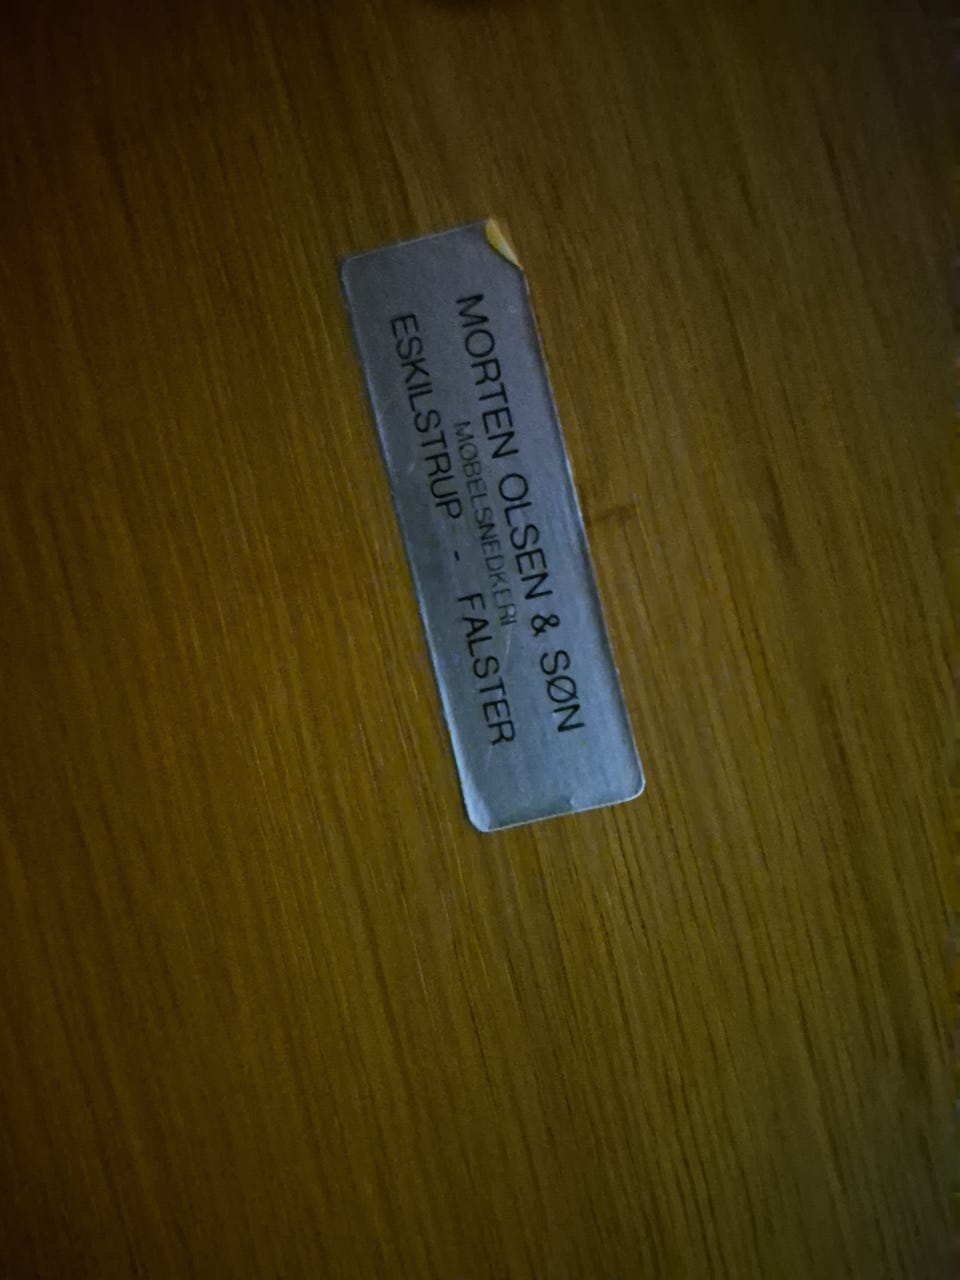 MORTEN OLSEN & SØN
MØBELSNEDKERI
ESKILSTRUP - FALSTER